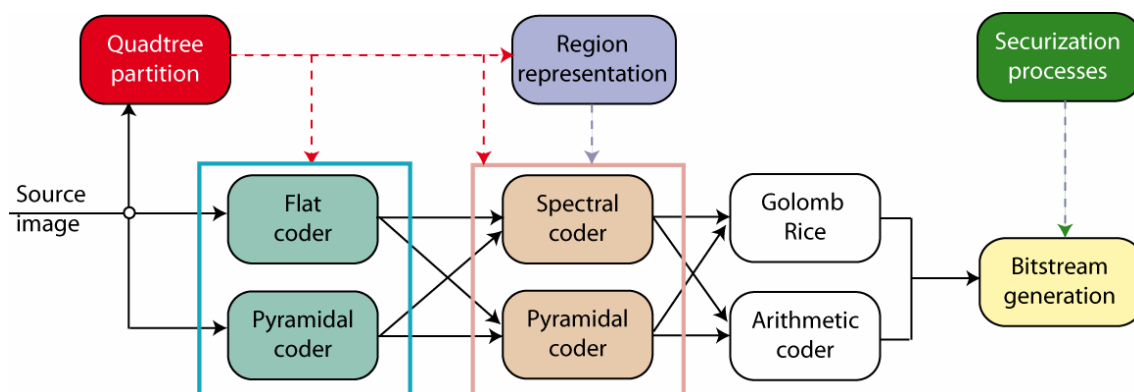 Quadtree
partition
Region
representation
Securization
processes
Source
image
Flat
coder
Spectral
coder
Golomb
Rice
Pyramidal
coder
Pyramidal
coder
Arithmetic
coder
Bitstream
generation